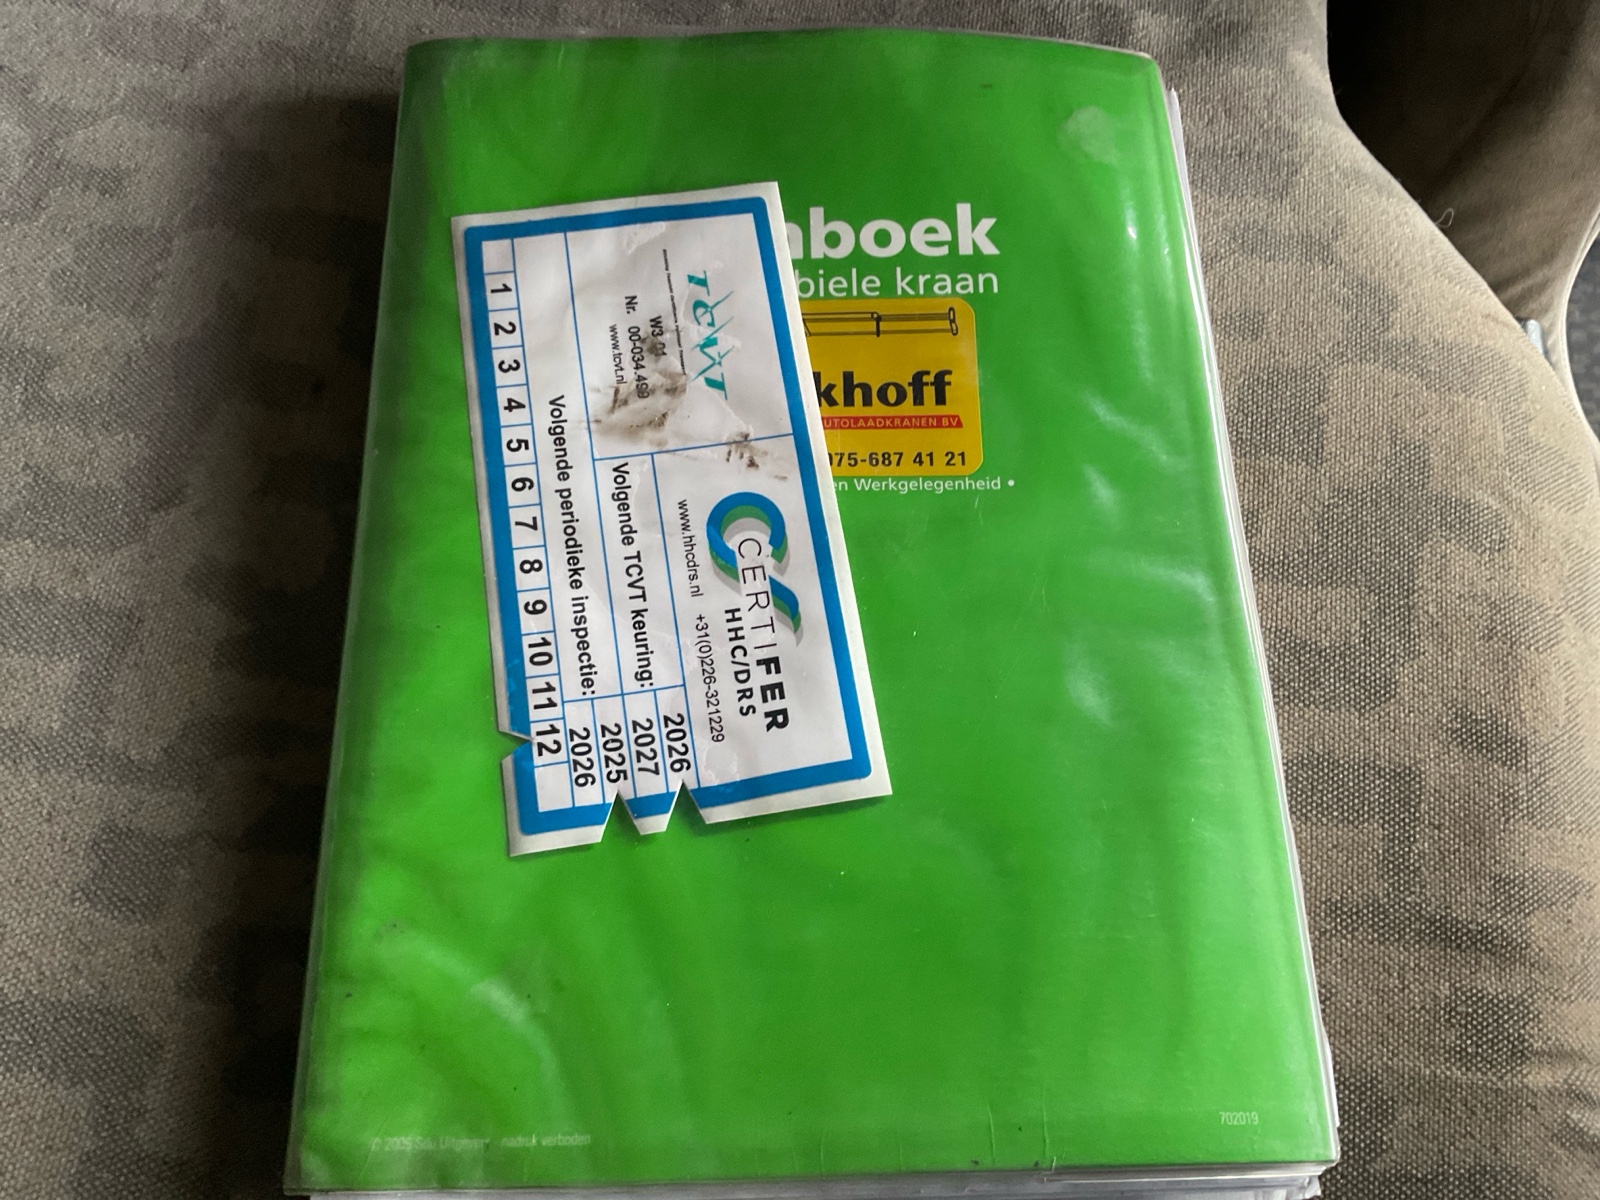 aboek
biele kraan
khoff
UTOLAADKRANEN BV
075-687 41 21
en Werkgelegenheid •
TCVT
W3-01
Nr. 00-034.499
www.tcvt.nl
CERTIFER
HHC/DRS
www.hhcdrs.nl +31(0)226-321229
2026
Volgende TCVT keuring: 2027
2025
Volgende periodieke inspectie: 2026
1 2 3 4 5 6 7 8 9 10 11 12
© 2005 Sdu Uitgevers nadruk verboden
702019